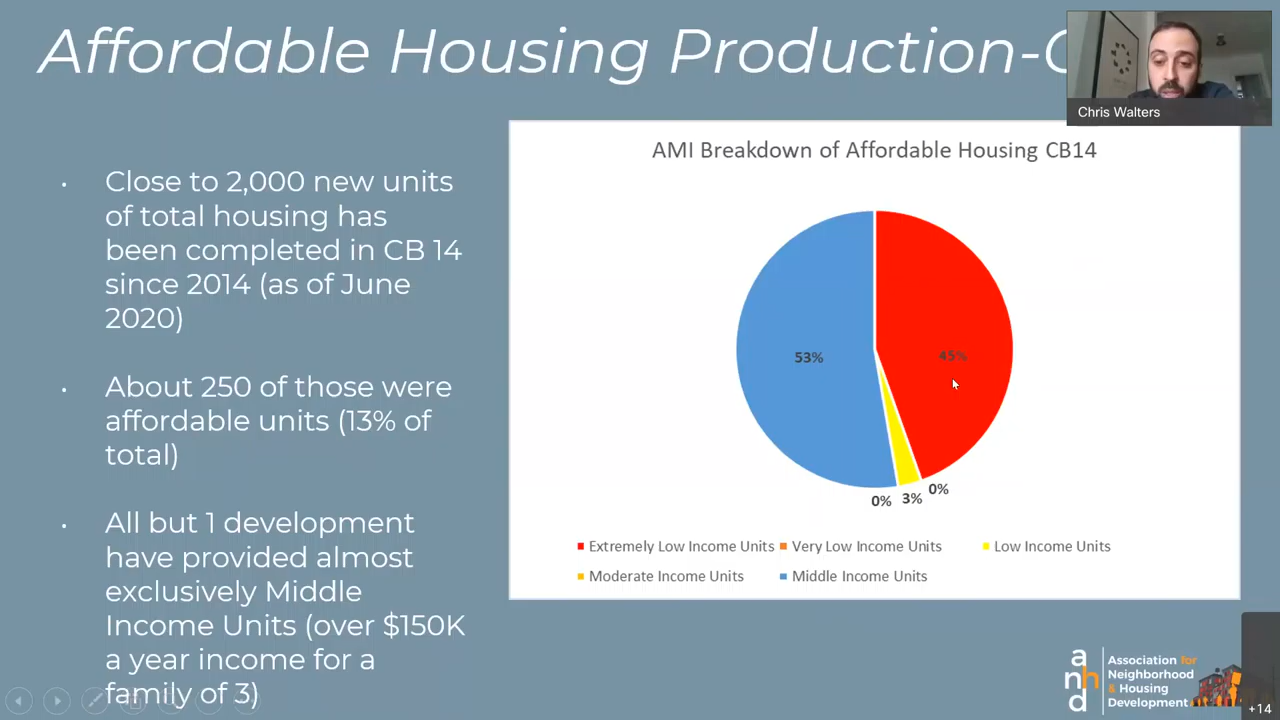 Affordable Housing Production-
Chris Walters
• Close to 2,000 new units
of total housing has
been completed in CB 14
since 2014 (as of June
2020)
• About 250 of those were
affordable units (13% of
total)
• All but 1 development
have provided almost
exclusively Middle
Income Units (over $150K
a year income for a
family of 3)
AMI Breakdown of Affordable Housing CB14
53%
45%
0%
3%
0%
Extremely Low Income Units
Very Low Income Units
Low Income Units
Moderate Income Units
Middle Income Units
anhd
Association for
Neighborhood
& Housing
Development
+14